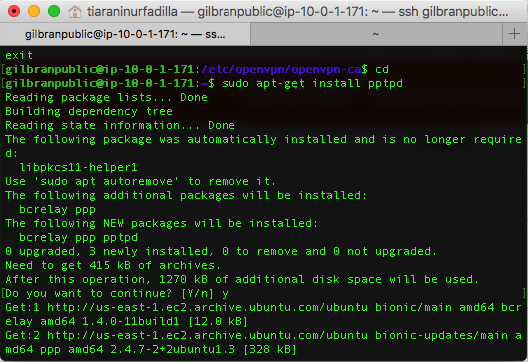 tiaraninurfadilla — gilbranpublic@ip-10-0-1-171: ~ — ssh gilbranpublic...
gilbranpublic@ip-10-0-1-171: ~ — ss...
~
exit
[gilbranpublic@ip-10-0-1-171:/etc/openvpn/openvpn-ca$ cd ]
[gilbranpublic@ip-10-0-1-171:~$ sudo apt-get install pptpd ]
Reading package lists... Done
Building dependency tree
Reading state information... Done
The following package was automatically installed and is no longer require
d:
libpkcs11-helper1
Use 'sudo apt autoremove' to remove it.
The following additional packages will be installed:
bcrelay ppp
The following NEW packages will be installed:
bcrelay ppp pptpd
0 upgraded, 3 newly installed, 0 to remove and 0 not upgraded.
Need to get 415 kB of archives.
After this operation, 1270 kB of additional disk space will be used.
[Do you want to continue? [Y/n] y ]
Get:1 http://us-east-1.ec2.archive.ubuntu.com/ubuntu bionic/main amd64 bcr
elay amd64 1.4.0-11build1 [12.0 kB]
Get:2 http://us-east-1.ec2.archive.ubuntu.com/ubuntu bionic-updates/main a
md64 ppp amd64 2.4.7-2+2ubuntu1.3 [328 kB]